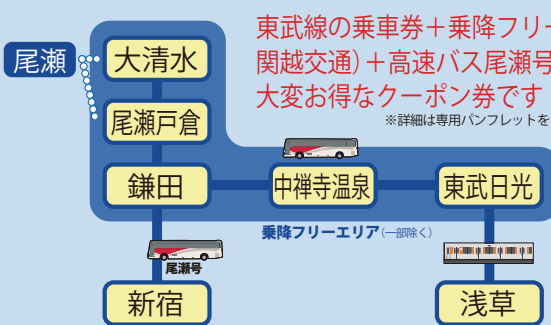 東武線の乗車券+乗降フリー
関越交通)+高速バス尾瀬号
大変お得なクーポン券です
※詳細は専用パンフレットを
尾瀬
大清水
尾瀬戸倉
鎌田
中禅寺温泉
東武日光
乗降フリーエリア(一部除く)
尾瀬号
新宿
浅草